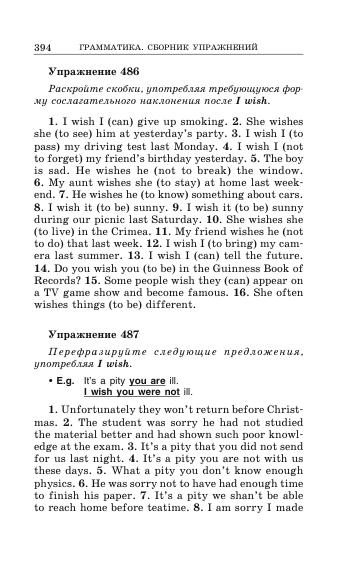 394 ГРАММАТИКА. СБОРНИК УПРАЖНЕНИЙ
Упражнение 486
Раскройте скобки, употребляя требующуюся фор-
му сослагательного наклонения после I wish.
1. I wish I (can) give up smoking. 2. She wishes
she (to see) him at yesterday's party. 3. I wish I (to
pass) my driving test last Monday. 4. I wish I (not
to forget) my friend's birthday yesterday. 5. The boy
is sad. He wishes he (not to break) the window.
6. My aunt wishes she (to stay) at home last week-
end. 7. He wishes he (to know) something about cars.
8. I wish it (to be) sunny. 9. I wish it (to be) sunny
during our picnic last Saturday. 10. She wishes she
(to live) in the Crimea. 11. My friend wishes he (not
to do) that last week. 12. I wish I (to bring) my cam-
era last summer. 13. I wish I (can) tell the future.
14. Do you wish you (to be) in the Guinness Book of
Records? 15. Some people wish they (can) appear on
a TV game show and become famous. 16. She often
wishes things (to be) different.
Упражнение 487
Перефразируйте следующие предложения,
употребляя I wish.
• E.g. It's a pity you are ill.
I wish you were not ill.
1. Unfortunately they won't return before Christ-
mas. 2. The student was sorry he had not studied
the material better and had shown such poor knowl-
edge at the exam. 3. It's a pity that you did not send
for us last night. 4. It's a pity you are not with us
these days. 5. What a pity you don't know enough
physics. 6. He was sorry not to have had enough time
to finish his paper. 7. It's a pity we shan't be able
to reach home before teatime. 8. I am sorry I made